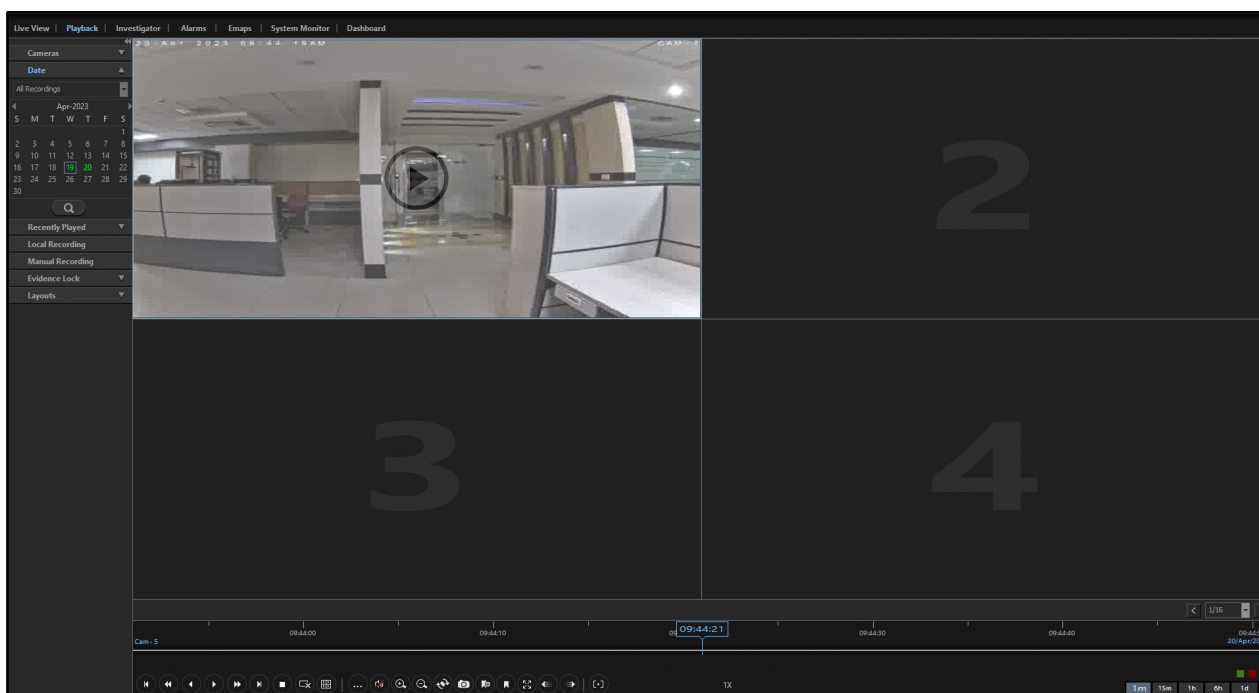 Live View | Playback | Investigator | Alarms | Emaps | System Monitor | Dashboard
Cameras
Date
All Recordings
Apr-2023
S M T W T F S
1
2 3 4 5 6 7 8
9 10 11 12 13 14 15
16 17 18 19 20 21 22
23 24 25 26 27 28 29
30
Recently Played
Local Recording
Manual Recording
Evidence Lock
Layouts
2
3
4
1/16
09:44:00
09:44:10
09:44:21
09:44:30
09:44:40
Cam - 5
1X
1m 15m 1h 6h 1d